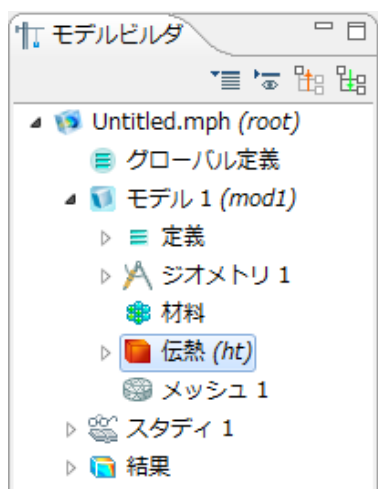 モデルビルダ
Untitled.mph (root)
グローバル定義
モデル 1 (mod1)
定義
ジオメトリ 1
材料
伝熱 (ht)
メッシュ 1
スタディ 1
結果